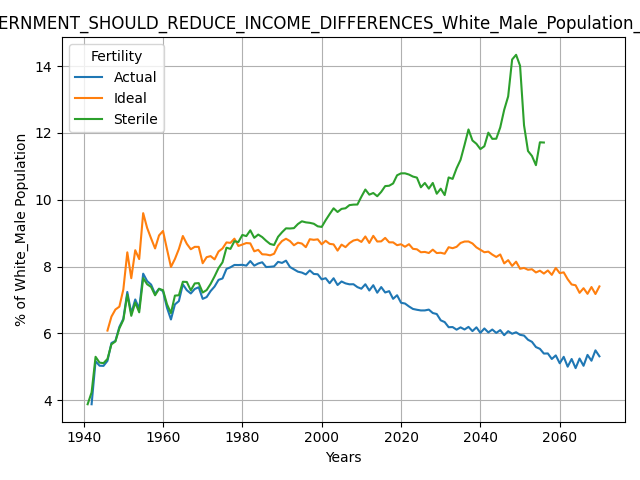 ERNMENT_SHOULD_REDUCE_INCOME_DIFFERENCES_White_Male_Population_
Fertility
Actual
Ideal
Sterile
14
12
10
8
6
4
% of White_Male Population
1940
1960
1980
2000
2020
2040
2060
Years